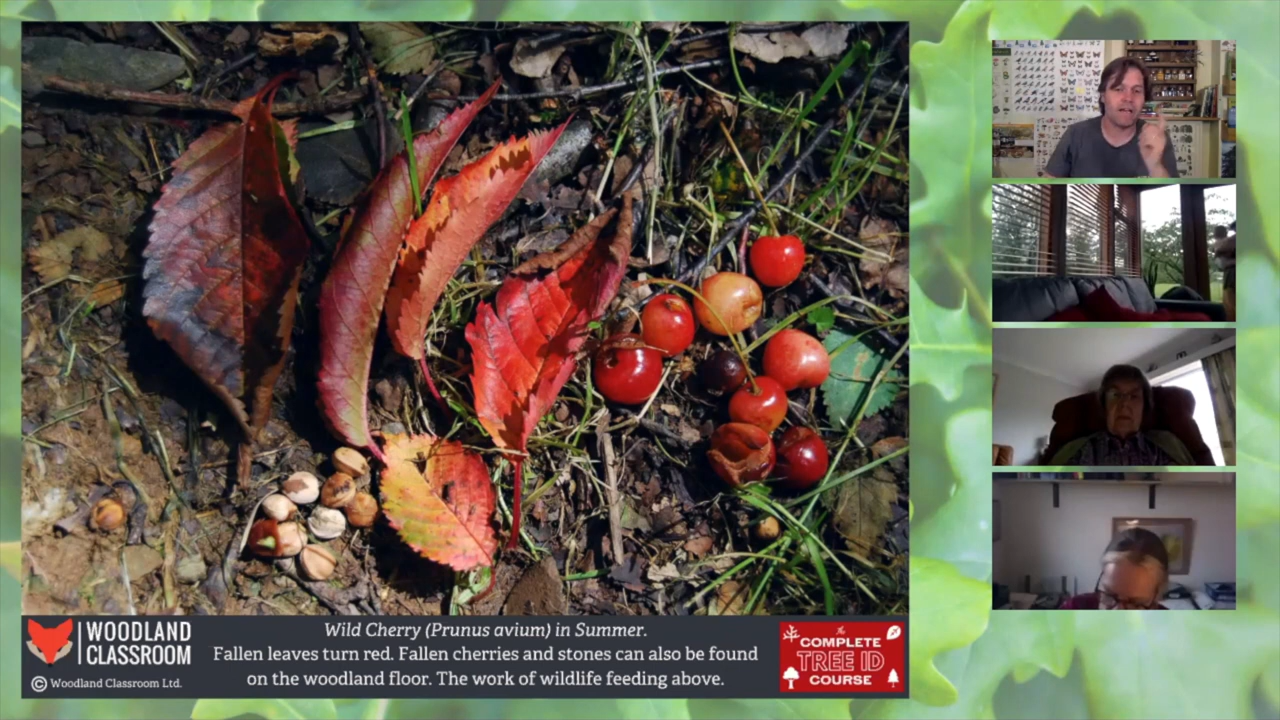 Wild Cherry (Prunus avium) in Summer.
Fallen leaves turn red. Fallen cherries and stones can also be found
on the woodland floor. The work of wildlife feeding above.
WOODLAND
CLASSROOM
© Woodland Classroom Ltd.
The
COMPLETE
TREE ID
COURSE